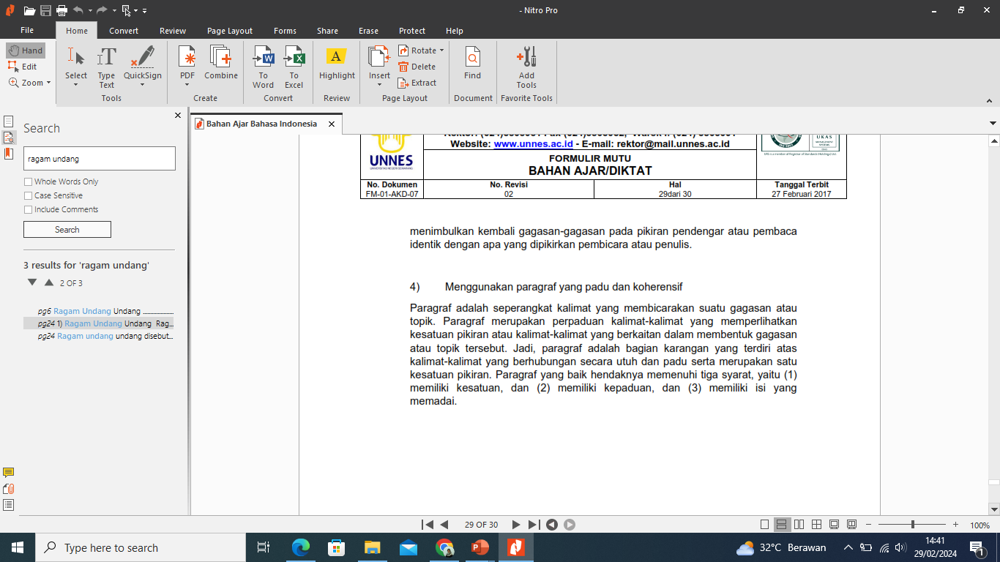 - Nitro Pro
File
Home
Convert
Review
Page Layout
Forms
Share
Erase
Protect
Help
Hand
Edit
Zoom
Select
Type Text
QuickSign
Tools
PDF
Combine
Create
To Word
To Excel
Convert
Highlight
Review
Insert
Rotate
Delete
Extract
Page Layout
Find
Document
Add Tools
Favorite Tools
Search
ragam undang
Whole Words Only
Case Sensitive
Include Comments
Search
3 results for 'ragam undang'
2 OF 3
pg6 Ragam Undang Undang ....................
pg24 1) Ragam Undang Undang Rag...
pg24 Ragam undang undang disebut...
Bahan Ajar Bahasa Indonesia
UNNES
UNIVERSITAS NEGERI SEMARANG
Website: www.unnes.ac.id - E-mail: rektor@mail.unnes.ac.id
UKAS
MANAGEMENT
SYSTEMS
FORMULIR MUTU
BAHAN AJAR/DIKTAT
No. Dokumen
FM-01-AKD-07
No. Revisi
02
Hal
29dari 30
Tanggal Terbit
27 Februari 2017
menimbulkan kembali gagasan-gagasan pada pikiran pendengar atau pembaca
identik dengan apa yang dipikirkan pembicara atau penulis.
4) Menggunakan paragraf yang padu dan koherensif
Paragraf adalah seperangkat kalimat yang membicarakan suatu gagasan atau
topik. Paragraf merupakan perpaduan kalimat-kalimat yang memperlihatkan
kesatuan pikiran atau kalimat-kalimat yang berkaitan dalam membentuk gagasan
atau topik tersebut. Jadi, paragraf adalah bagian karangan yang terdiri atas
kalimat-kalimat yang berhubungan secara utuh dan padu serta merupakan satu
kesatuan pikiran. Paragraf yang baik hendaknya memenuhi tiga syarat, yaitu (1)
memiliki kesatuan, dan (2) memiliki kepaduan, dan (3) memiliki isi yang
memadai.
29 OF 30
100%
Type here to search
32°C Berawan
14:41
29/02/2024
1